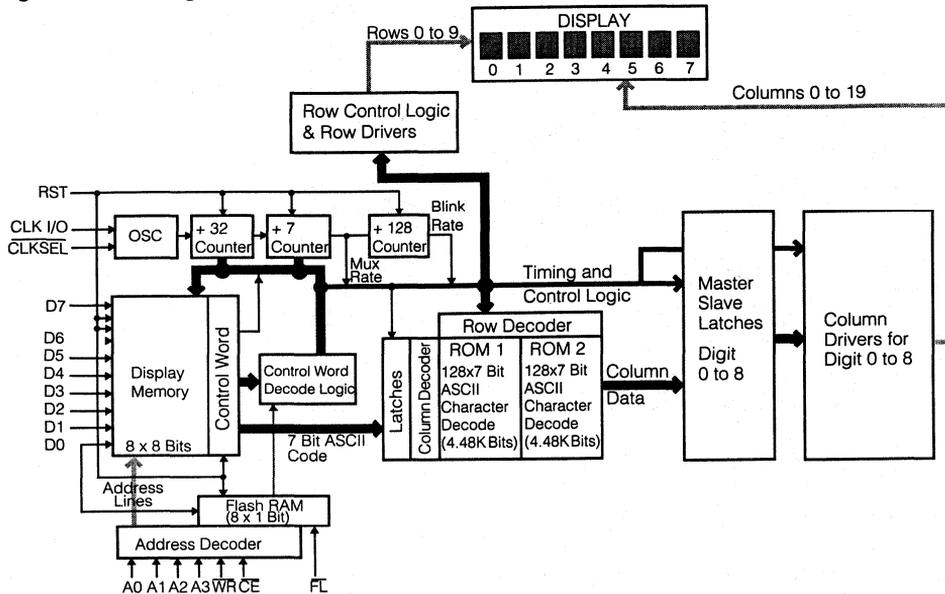 DISPLAY
Rows 0 to 9
0 1 2 3 4 5 6 7
Columns 0 to 19
Row Control Logic
& Row Drivers
RST
CLK I/O
CLKSEL
OSC
+ 32
Counter
+ 7
Counter
+ 128
Counter
Blink
Rate
Mux
Rate
Timing and
Control Logic
Master
Slave
Latches
Digit
0 to 8
Column
Drivers for
Digit 0 to 8
D7
D6
D5
D4
D3
D2
D1
D0
Display
Memory
8 x 8 Bits
Control Word
Control Word
Decode Logic
7 Bit ASCII
Code
Latches
Column Decoder
Row Decoder
ROM 1
128x7 Bit
ASCII
Character
Decode
(4.48K Bits)
ROM 2
128x7 Bit
ASCII
Character
Decode
(4.48K Bits)
Column
Data
Address
Lines
Flash RAM
(8 x 1 Bit)
Address Decoder
A0 A1 A2 A3 WR CE
FL